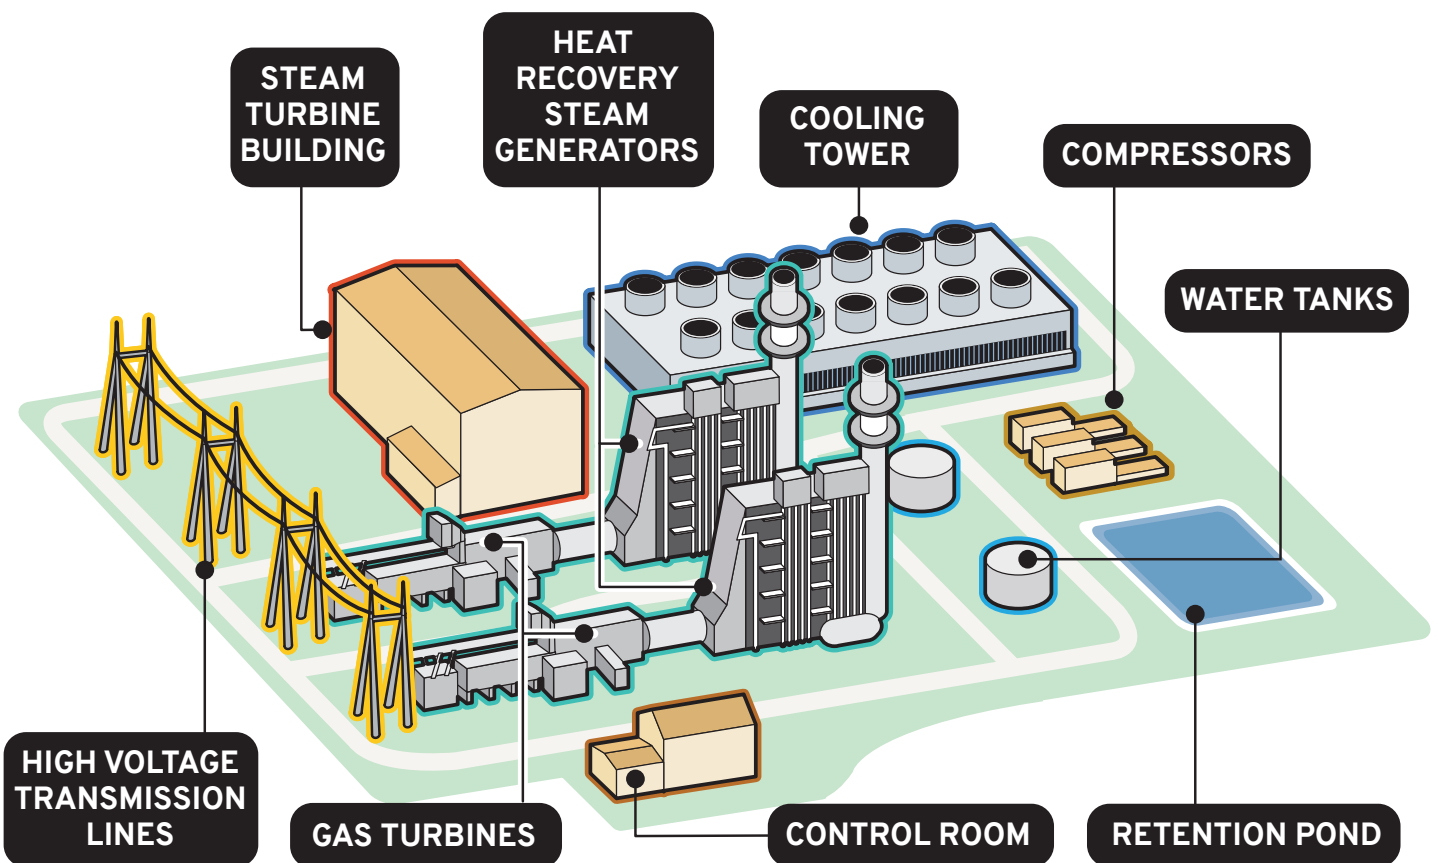 STEAM
TURBINE
BUILDING
HEAT
RECOVERY
STEAM
GENERATORS
COOLING
TOWER
COMPRESSORS
WATER TANKS
HIGH VOLTAGE
TRANSMISSION
LINES
GAS TURBINES
CONTROL ROOM
RETENTION POND